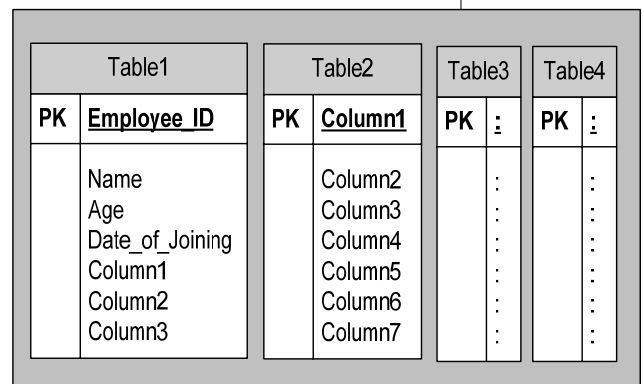 Table1
PK Employee_ID
Name
Age
Date_of_Joining
Column1
Column2
Column3
Table2
PK Column1
Column2
Column3
Column4
Column5
Column6
Column7
Table3
PK :
:
:
:
:
:
:
Table4
PK :
:
:
:
:
:
: